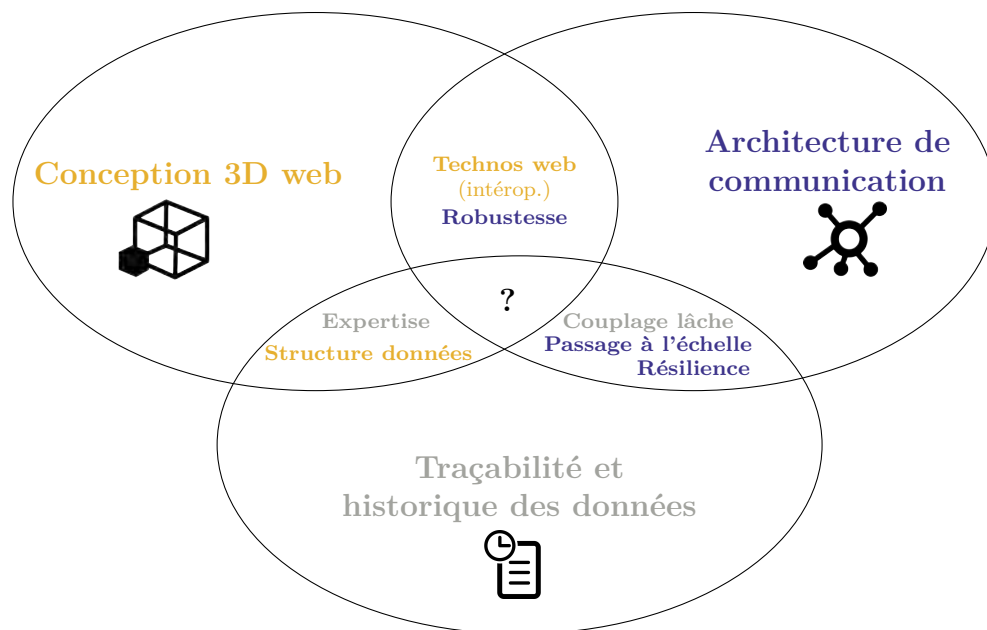 Conception 3D web
Architecture de
communication
Technos web
(intérop.)
Robustesse
?
Expertise
Structure données
Couplage lâche
Passage à l'échelle
Résilience
Traçabilité et
historique des données